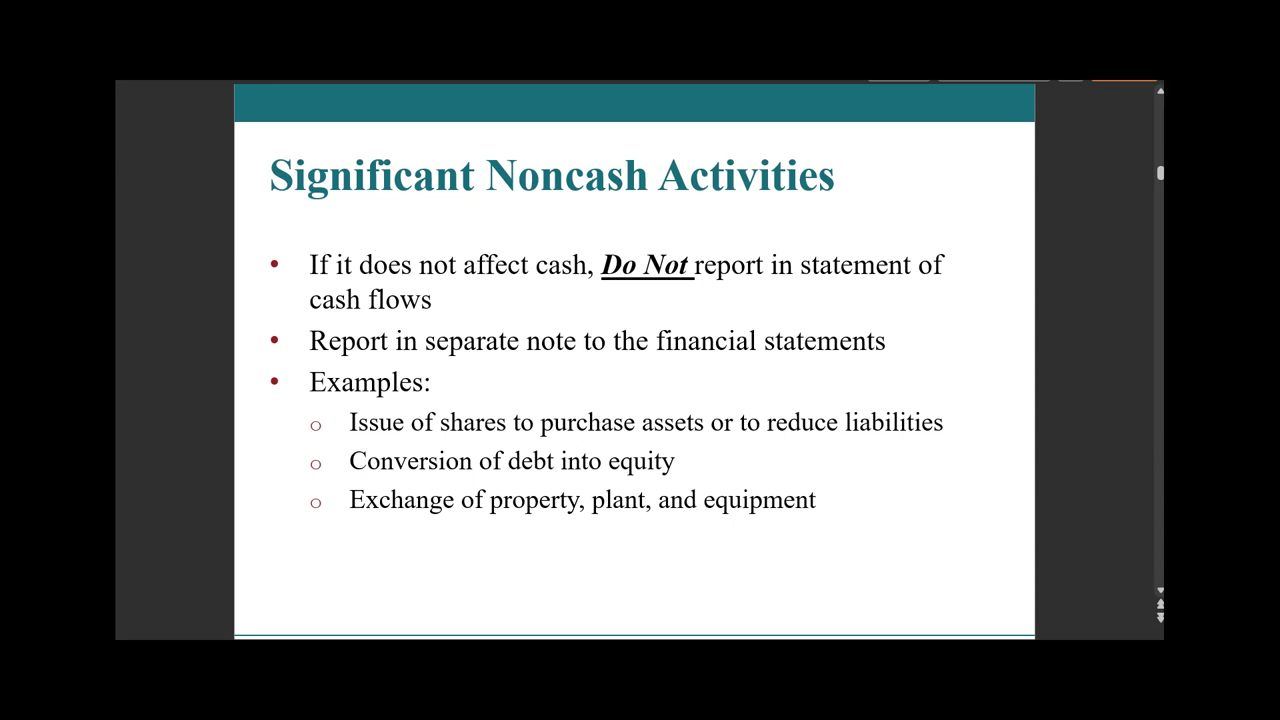 Significant Noncash Activities
• If it does not affect cash, Do Not report in statement of
cash flows
• Report in separate note to the financial statements
• Examples:
o Issue of shares to purchase assets or to reduce liabilities
o Conversion of debt into equity
o Exchange of property, plant, and equipment